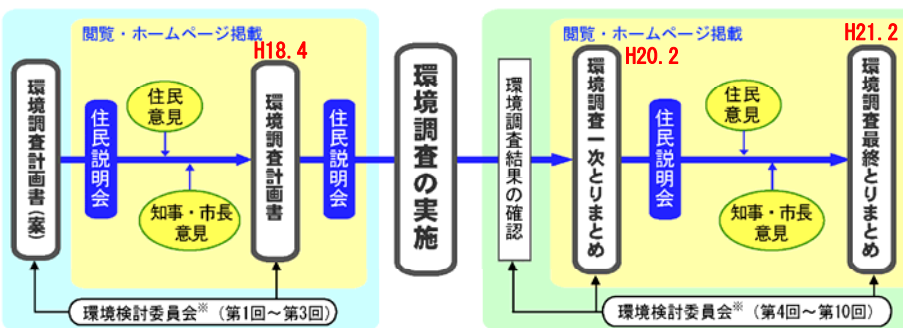 閲覧・ホームページ掲載
H18.4
環境調査計画書(案)
住民説明会
住民
意見
知事・市長
意見
環境調査計画書
住民説明会
環境検討委員会※(第1回～第3回)
環境調査の実施
閲覧・ホームページ掲載
H20.2
H21.2
環境調査結果の確認
環境調査一次とりまとめ
住民説明会
住民
意見
知事・市長
意見
環境調査最終とりまとめ
環境検討委員会※(第4回～第10回)